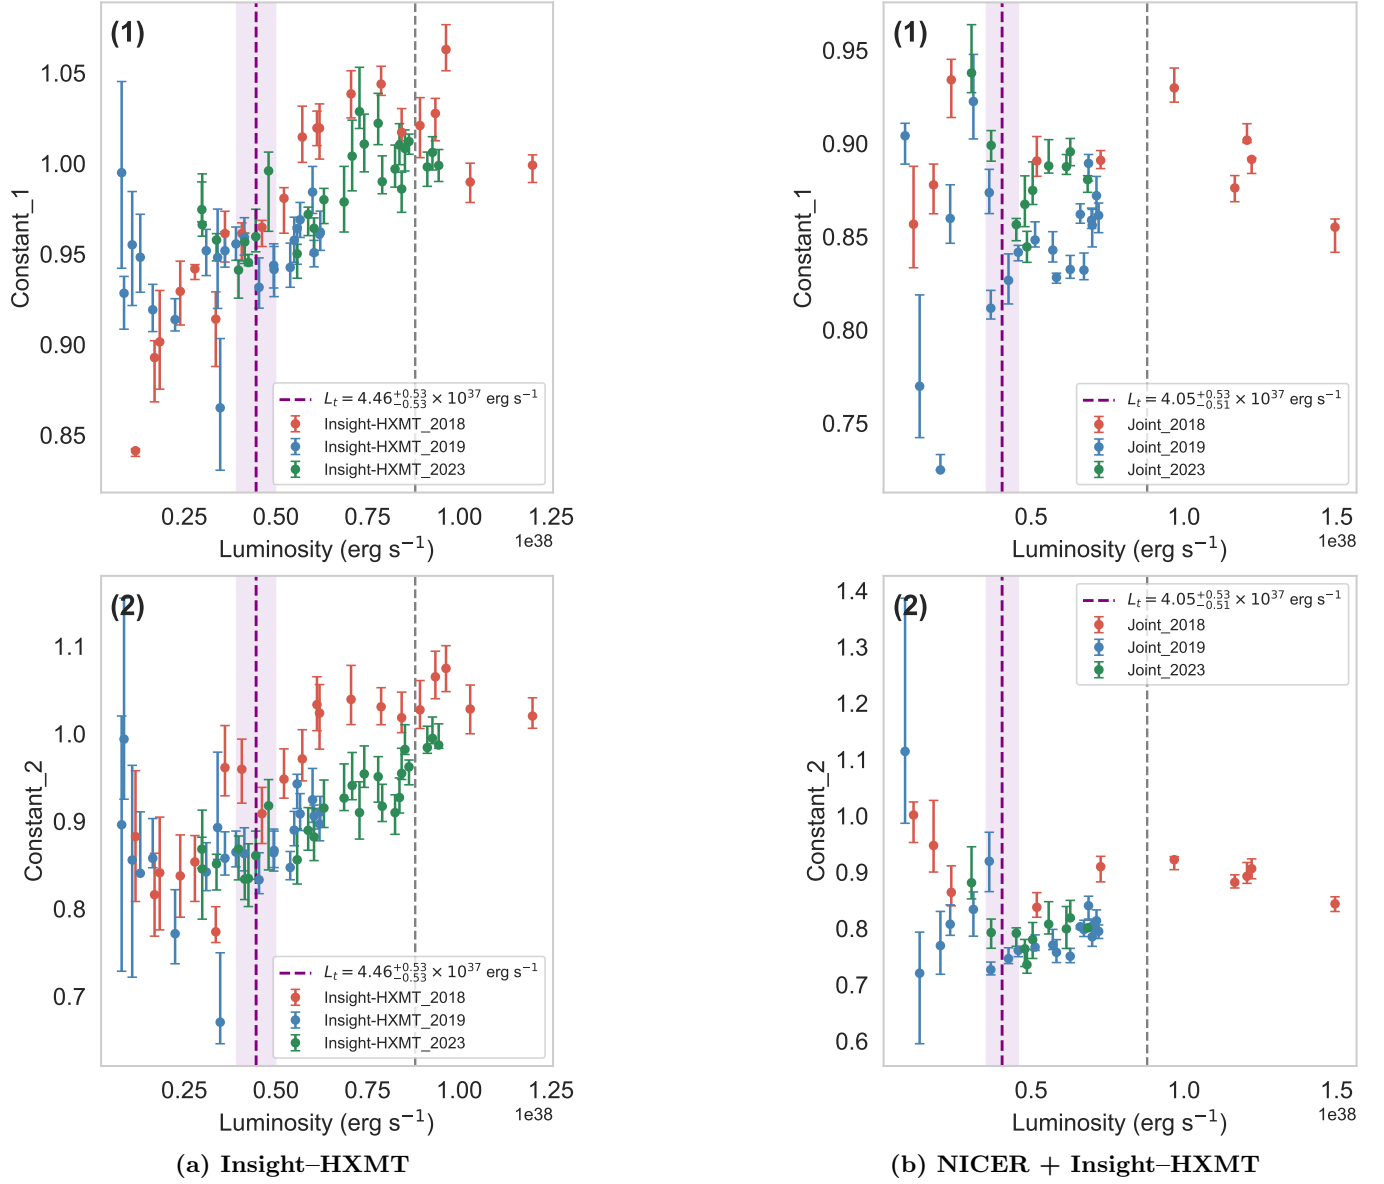 (1)
Constant_1
1.05
1.00
0.95
0.90
0.85
L_t = 4.46^{+0.53}_{-0.53} × 10^{37} erg s^{−1}
Insight-HXMT_2018
Insight-HXMT_2019
Insight-HXMT_2023
0.25 0.50 0.75 1.00 1.25
1e38
Luminosity (erg s^{−1})
(1)
Constant_1
0.95
0.90
0.85
0.80
0.75
L_t = 4.05^{+0.53}_{-0.51} × 10^{37} erg s^{−1}
Joint_2018
Joint_2019
Joint_2023
0.5 1.0 1.5
1e38
Luminosity (erg s^{−1})
(2)
Constant_2
1.1
1.0
0.9
0.8
0.7
L_t = 4.46^{+0.53}_{-0.53} × 10^{37} erg s^{−1}
Insight-HXMT_2018
Insight-HXMT_2019
Insight-HXMT_2023
0.25 0.50 0.75 1.00 1.25
1e38
Luminosity (erg s^{−1})
(a) Insight–HXMT
(2)
Constant_2
1.4
1.3
1.2
1.1
1.0
0.9
0.8
0.7
0.6
L_t = 4.05^{+0.53}_{-0.51} × 10^{37} erg s^{−1}
Joint_2018
Joint_2019
Joint_2023
0.5 1.0 1.5
1e38
Luminosity (erg s^{−1})
(b) NICER + Insight–HXMT